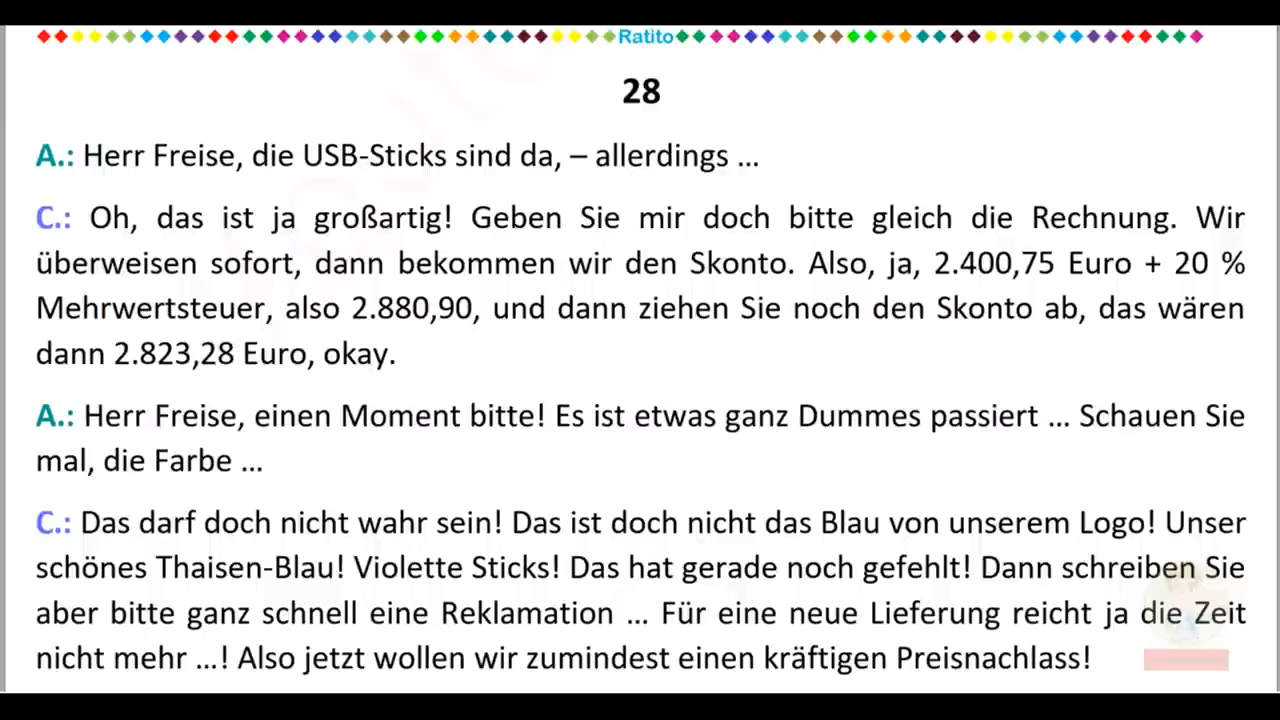 Ratito
28
A.: Herr Freise, die USB-Sticks sind da, – allerdings ...
C.: Oh, das ist ja großartig! Geben Sie mir doch bitte gleich die Rechnung. Wir
überweisen sofort, dann bekommen wir den Skonto. Also, ja, 2.400,75 Euro + 20 %
Mehrwertsteuer, also 2.880,90, und dann ziehen Sie noch den Skonto ab, das wären
dann 2.823,28 Euro, okay.
A.: Herr Freise, einen Moment bitte! Es ist etwas ganz Dummes passiert ... Schauen Sie
mal, die Farbe ...
C.: Das darf doch nicht wahr sein! Das ist doch nicht das Blau von unserem Logo! Unser
schönes Thaisen-Blau! Violette Sticks! Das hat gerade noch gefehlt! Dann schreiben Sie
aber bitte ganz schnell eine Reklamation ... Für eine neue Lieferung reicht ja die Zeit
nicht mehr ...! Also jetzt wollen wir zumindest einen kräftigen Preisnachlass!